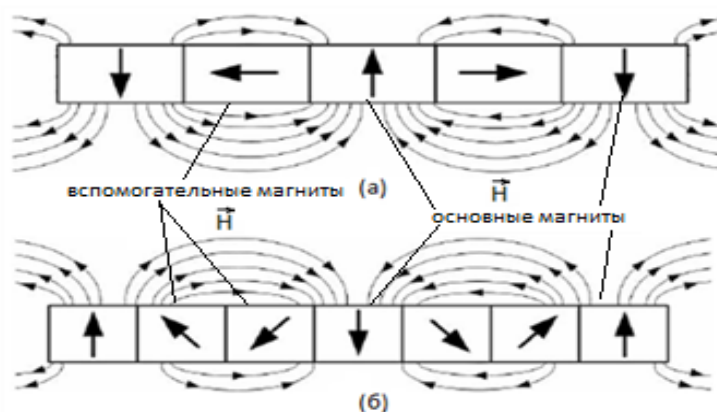 вспомогательные магниты (а) H
H основные магниты
(б)